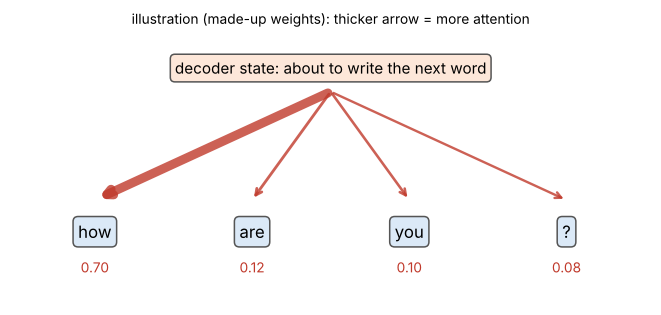 illustration (made-up weights): thicker arrow = more attention
decoder state: about to write the next word
how are you ?
0.70 0.12 0.10 0.08